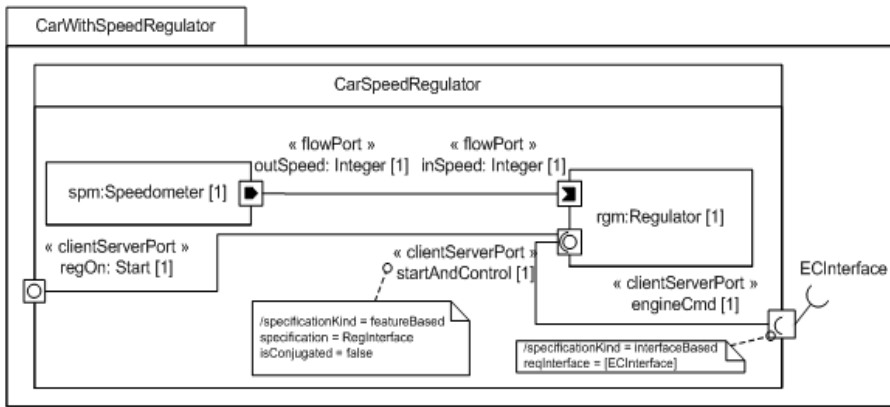 CarWithSpeedRegulator
CarSpeedRegulator
« flowPort »
outSpeed: Integer [1]
« flowPort »
inSpeed: Integer [1]
spm:Speedometer [1]
rgm:Regulator [1]
« clientServerPort »
regOn: Start [1]
« clientServerPort »
startAndControl [1]
« clientServerPort »
engineCmd [1]
ECInterface
/specificationKind = featureBased
specification = RegInterface
isConjugated = false
/specificationKind = interfaceBased
reqInterface = [ECInterface]